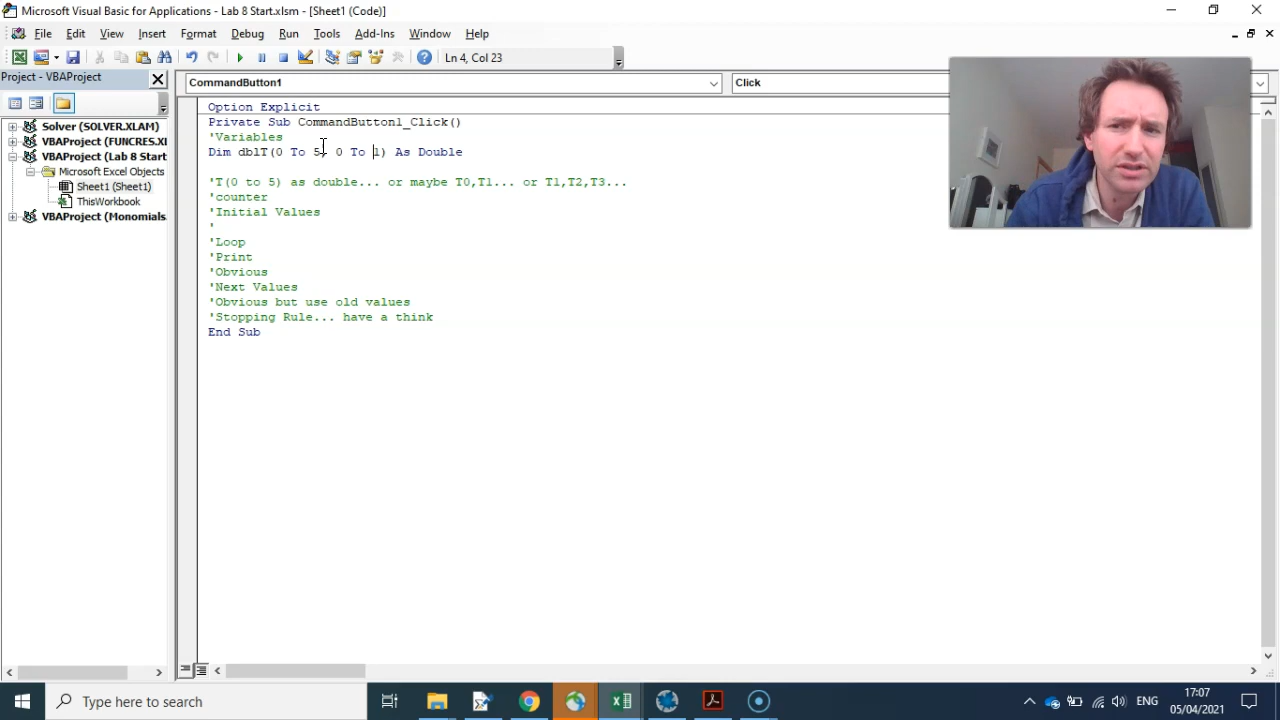 Microsoft Visual Basic for Applications - Lab 8 Start.xlsm - [Sheet1 (Code)]
File Edit View Insert Format Debug Run Tools Add-Ins Window Help
Ln 4, Col 23
Project - VBAProject
CommandButton1
Click
Solver (SOLVER.XLAM)
VBAProject (FUNCRES.XL
VBAProject (Lab 8 Start
Microsoft Excel Objects
Sheet1 (Sheet1)
ThisWorkbook
VBAProject (Monomials.
Option Explicit
Private Sub CommandButton1_Click()
'Variables
Dim dblT(0 To 5, 0 To 1) As Double
'T(0 to 5) as double... or maybe T0,T1... or T1,T2,T3...
'counter
'Initial Values
'
'Loop
'Print
'Obvious
'Next Values
'Obvious but use old values
'Stopping Rule... have a think
End Sub
Type here to search
ENG
17:07
05/04/2021